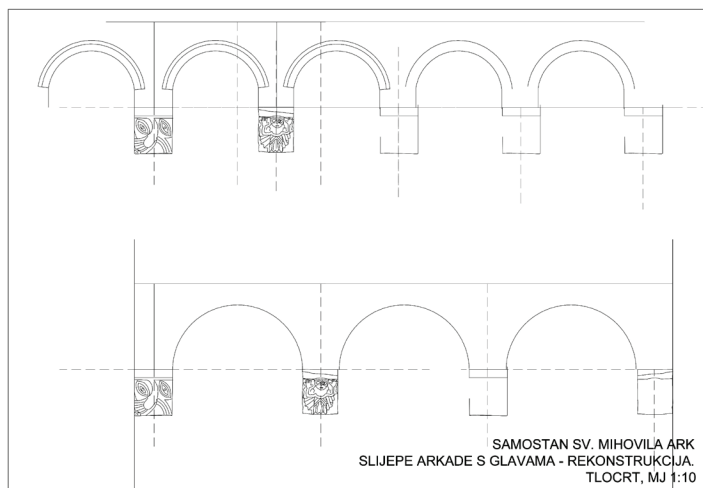 SAMOSTAN SV. MIHOVILA ARK
SLIJEPE ARKADE S GLAVAMA - REKONSTRUKCIJA.
TLOCRT, MJ 1:10